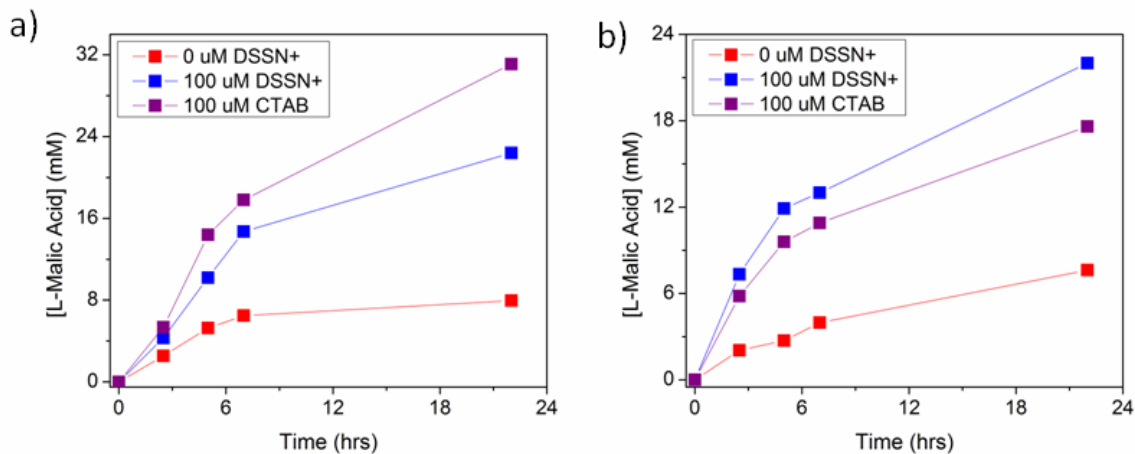 a)
0 uM DSSN+
100 uM DSSN+
100 uM CTAB
[L-Malic Acid] (mM)
32
24
16
8
0
0 6 12 18 24
Time (hrs)
b)
0 uM DSSN+
100 uM DSSN+
100 uM CTAB
[L-Malic Acid] (mM)
24
18
12
6
0
0 6 12 18 24
Time (hrs)